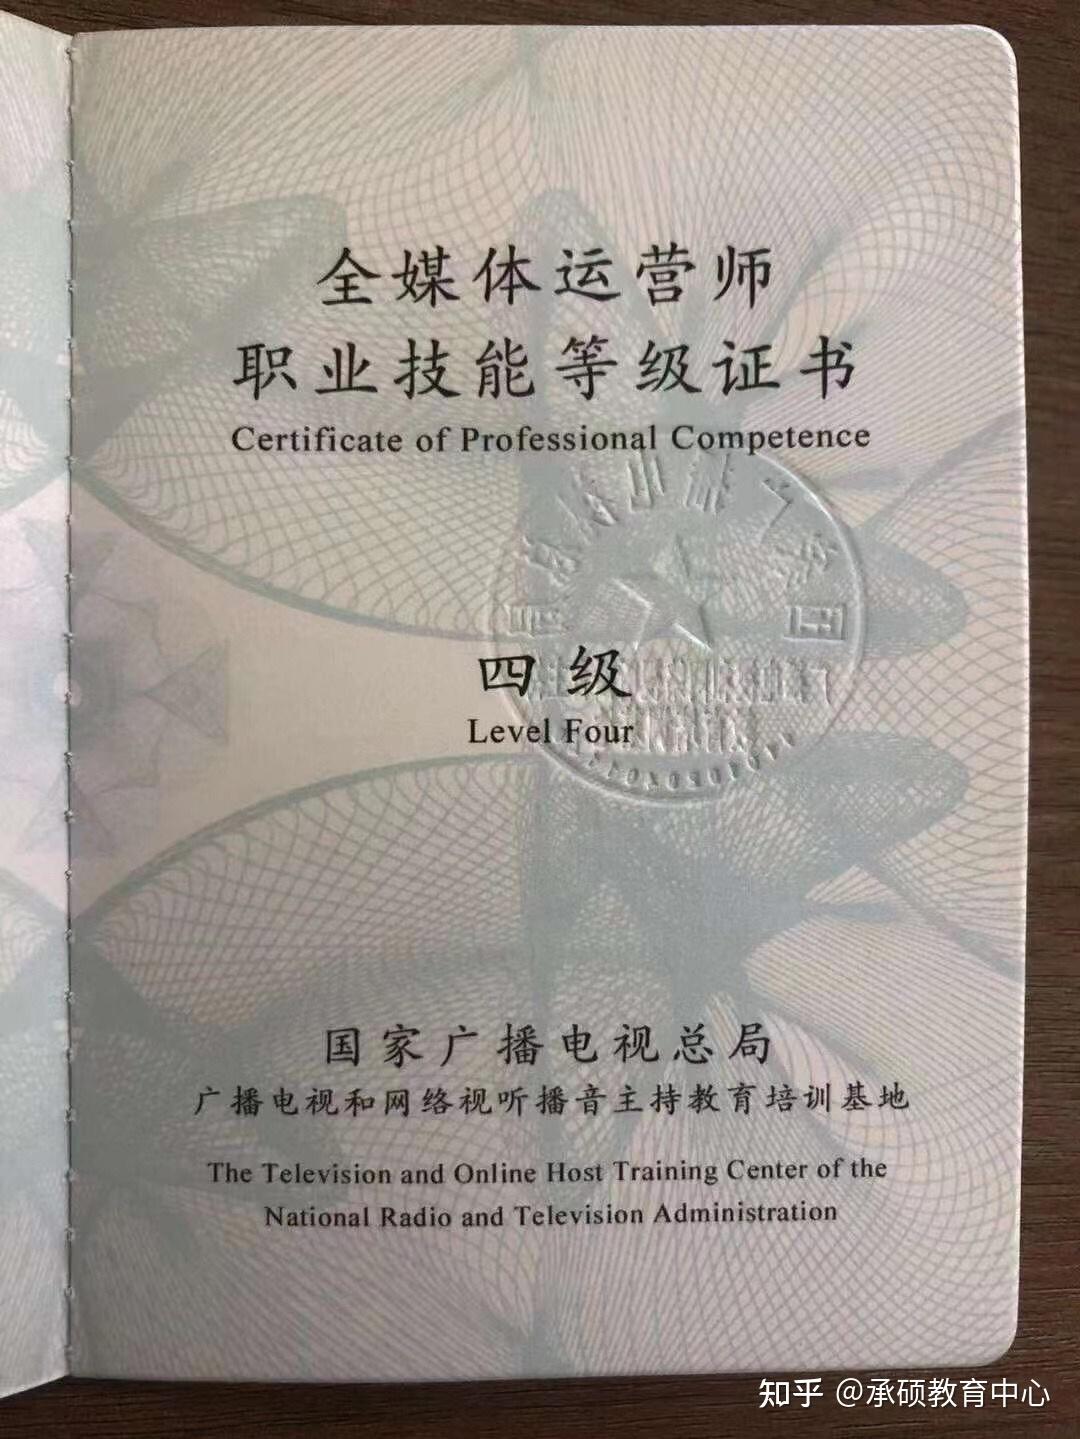 全媒体运营师
职业技能等级证书
Certificate of Professional Competence
四级
Level Four
国家广播电视总局
广播电视和网络视听播音主持教育培训基地
The Television and Online Host Training Center of the
National Radio and Television Administration
知乎 @承硕教育中心